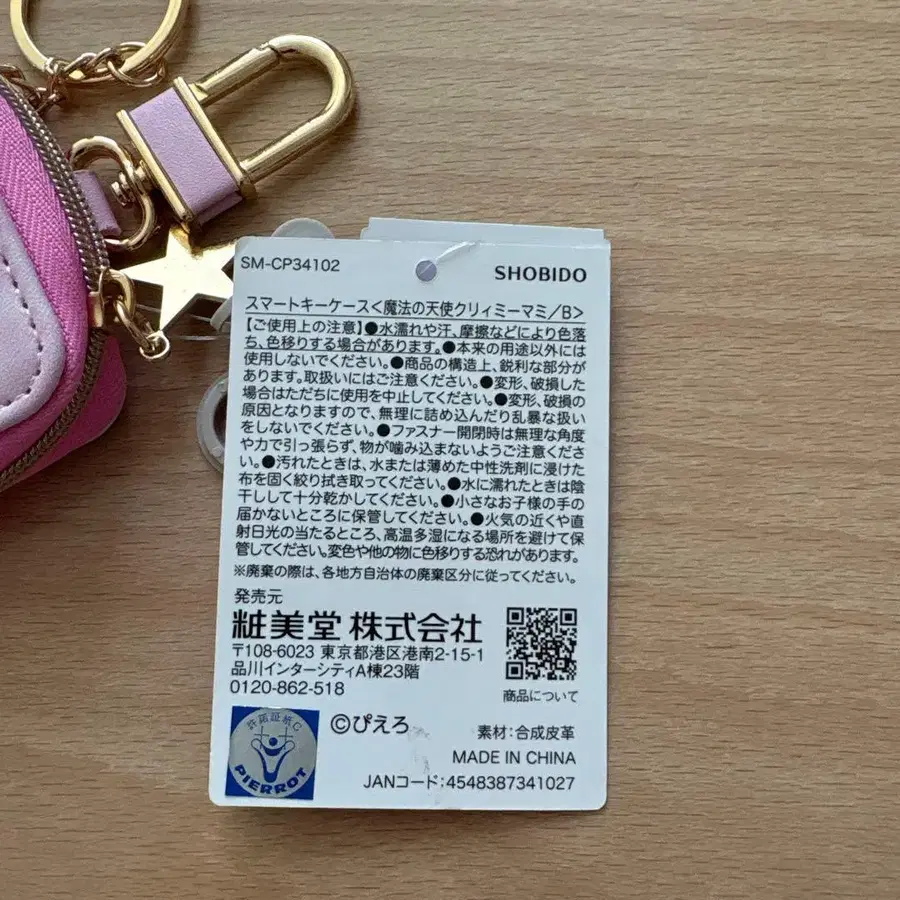 SM-CP34102
SHOBIDO
スマートキーケース<魔法の天使クリィミーマミ/B>
【ご使用上の注意】●水濡れや汗、摩擦などにより色落
ち、色移りする場合があります。●本来の用途以外には
使用しないでください。●商品の構造上、鋭利な部分が
あります。取扱いにはご注意ください。●変形、破損した
場合はただちに使用を中止してください。●変形、破損の
原因となりますので、無理に詰め込んだり乱暴な扱い
をしないでください。●ファスナー開閉時は無理な角度
や力で引っ張らず、物が噛み込まないようご注意くださ
い。●汚れたときは、水または薄めた中性洗剤に浸けた
布を固く絞り拭き取ってください。●水に濡れたときは陰
干しして十分乾かしてください。●小さなお子様の手の
届かないところに保管してください。●火気の近くや直
射日光の当たるところ、高温多湿になる場所を避けて保
管してください。変色や他の物に色移りする恐れがあります。
※廃棄の際は、各地方自治体の廃棄区分に従ってください。
発売元
粧美堂 株式会社
〒108-6023 東京都港区港南2-15-1
品川インターシティA棟23階
0120-862-518
商品について
許諾証紙C
PIERROT
©ぴえろ
素材:合成皮革
MADE IN CHINA
JANコード:4548387341027